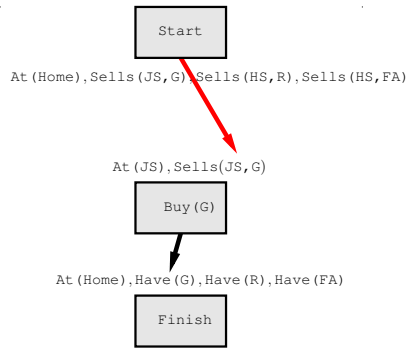 Start
At(Home),Sells(JS,G),Sells(HS,R),Sells(HS,FA)
At(JS),Sells(JS,G)
Buy(G)
At(Home),Have(G),Have(R),Have(FA)
Finish